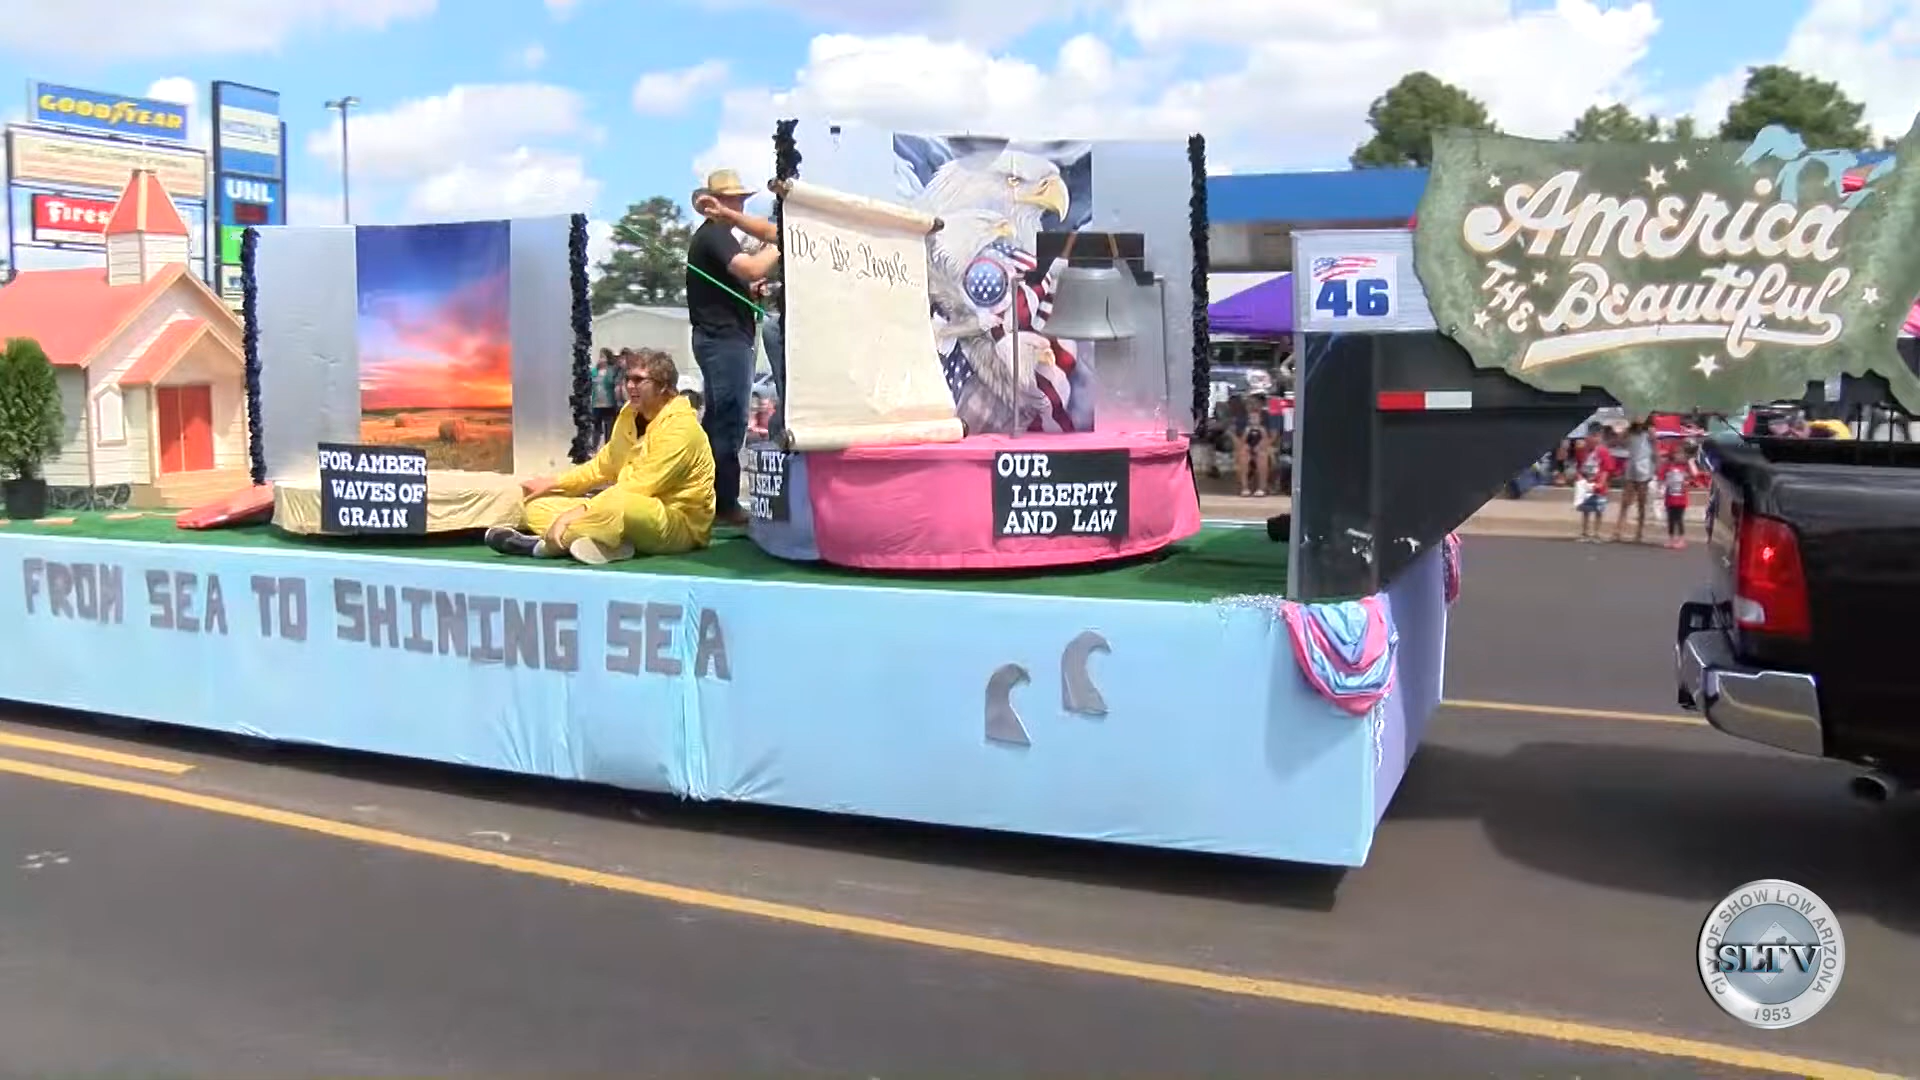 GOODYEAR
Fires
UNL
We the People...
46
America
THE Beautiful
FOR AMBER
WAVES OF
GRAIN
THY
SELF
ROL
OUR
LIBERTY
AND LAW
FROM SEA TO SHINING SEA
CITY OF SHOW LOW ARIZONA
SLTV
1953